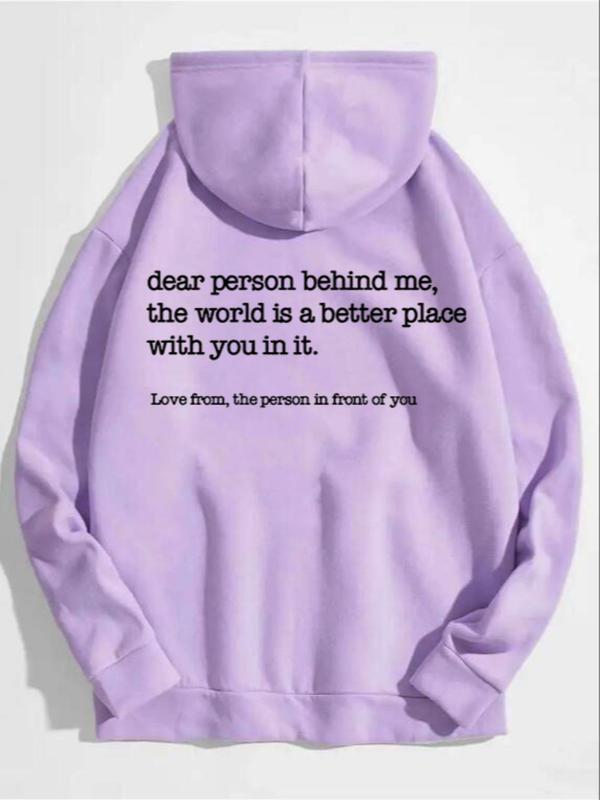 dear person behind me,
the world is a better place
with you in it.
Love from, the person in front of you